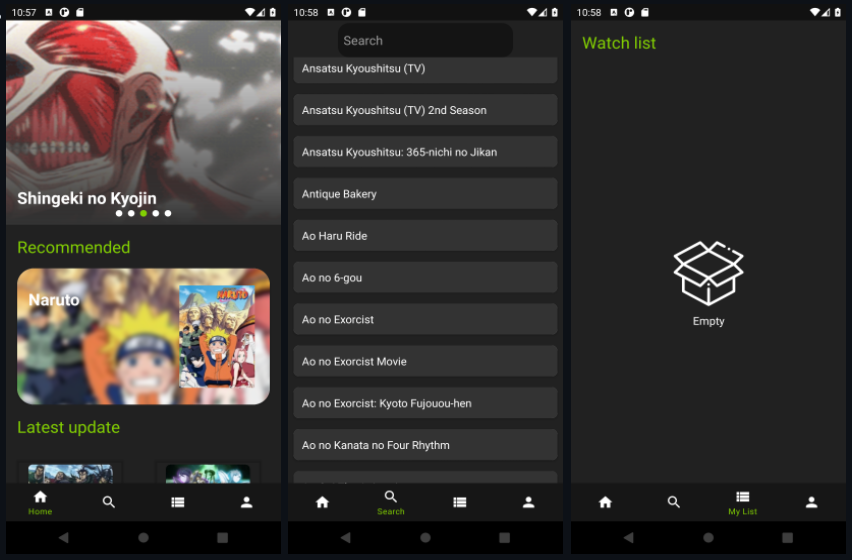 10:57
Shingeki no Kyojin
Recommended
Naruto
NARUTO
Latest update
Home
10:58
Search
Ansatsu Kyoushitsu (TV)
Ansatsu Kyoushitsu (TV) 2nd Season
Ansatsu Kyoushitsu: 365-nichi no Jikan
Antique Bakery
Ao Haru Ride
Ao no 6-gou
Ao no Exorcist
Ao no Exorcist Movie
Ao no Exorcist: Kyoto Fujouou-hen
Ao no Kanata no Four Rhythm
Search
10:58
Watch list
Empty
My List